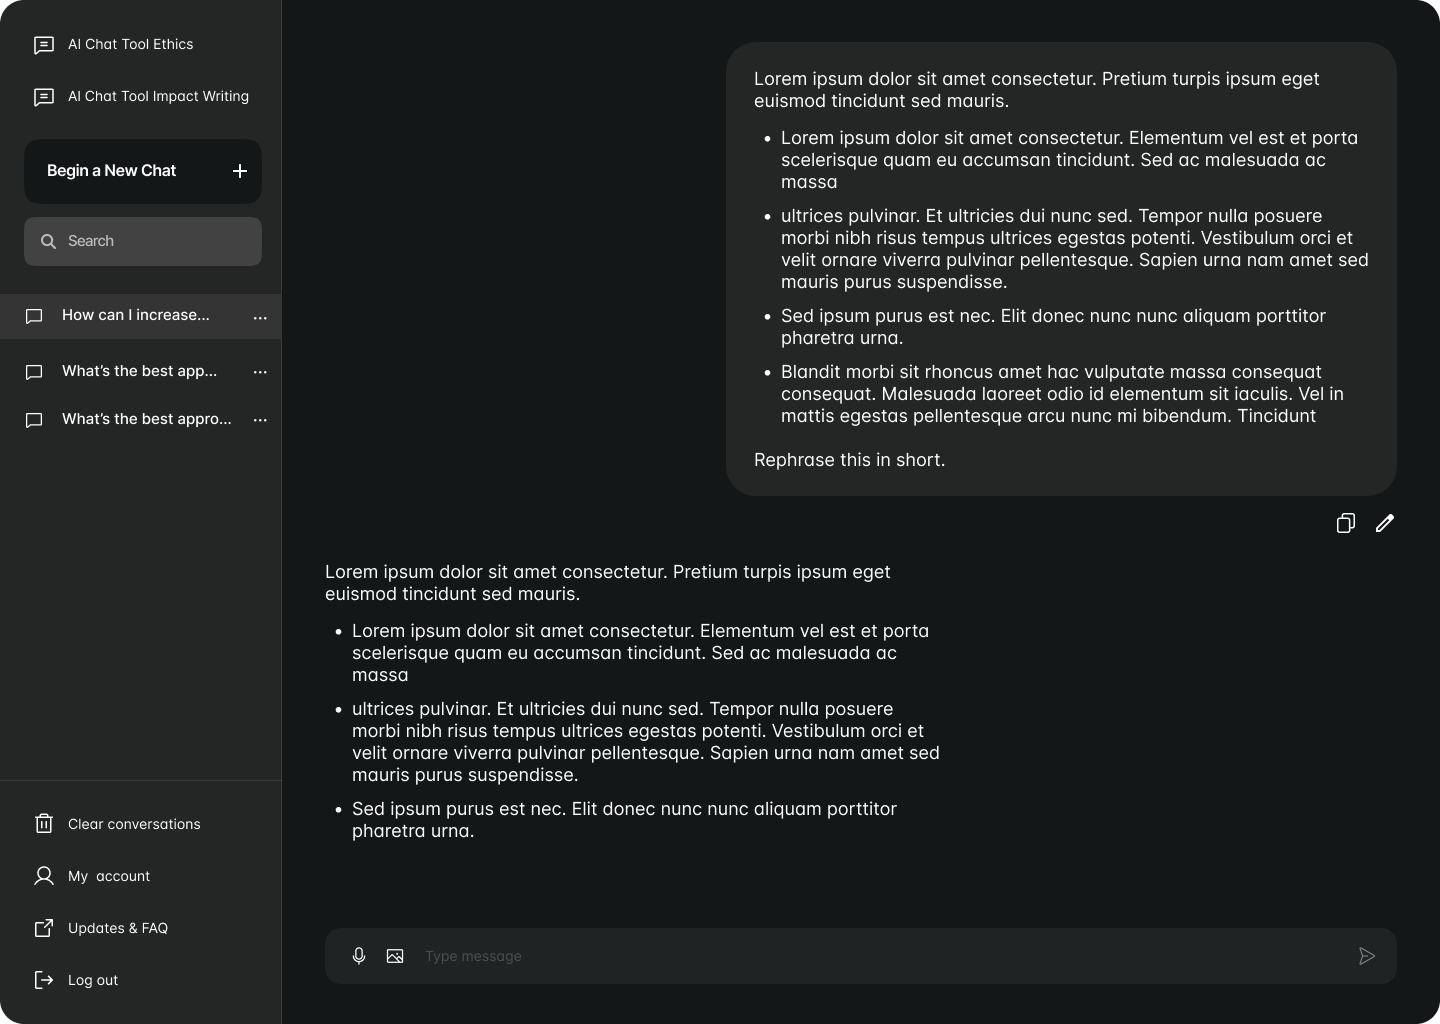 AI Chat Tool Ethics
AI Chat Tool Impact Writing
Begin a New Chat
Search
How can I increase...
What's the best app...
What's the best appro...
Clear conversations
My account
Updates & FAQ
Log out
Lorem ipsum dolor sit amet consectetur. Pretium turpis ipsum eget
euismod tincidunt sed mauris.
• Lorem ipsum dolor sit amet consectetur. Elementum vel est et porta
scelerisque quam eu accumsan tincidunt. Sed ac malesuada ac
massa
• ultrices pulvinar. Et ultricies dui nunc sed. Tempor nulla posuere
morbi nibh risus tempus ultrices egestas potenti. Vestibulum orci et
velit ornare viverra pulvinar pellentesque. Sapien urna nam amet sed
mauris purus suspendisse.
• Sed ipsum purus est nec. Elit donec nunc nunc aliquam porttitor
pharetra urna.
• Blandit morbi sit rhoncus amet hac vulputate massa consequat
consequat. Malesuada laoreet odio id elementum sit iaculis. Vel in
mattis egestas pellentesque arcu nunc mi bibendum. Tincidunt
Rephrase this in short.
Lorem ipsum dolor sit amet consectetur. Pretium turpis ipsum eget
euismod tincidunt sed mauris.
• Lorem ipsum dolor sit amet consectetur. Elementum vel est et porta
scelerisque quam eu accumsan tincidunt. Sed ac malesuada ac
massa
• ultrices pulvinar. Et ultricies dui nunc sed. Tempor nulla posuere
morbi nibh risus tempus ultrices egestas potenti. Vestibulum orci et
velit ornare viverra pulvinar pellentesque. Sapien urna nam amet sed
mauris purus suspendisse.
• Sed ipsum purus est nec. Elit donec nunc nunc aliquam porttitor
pharetra urna.
Type message